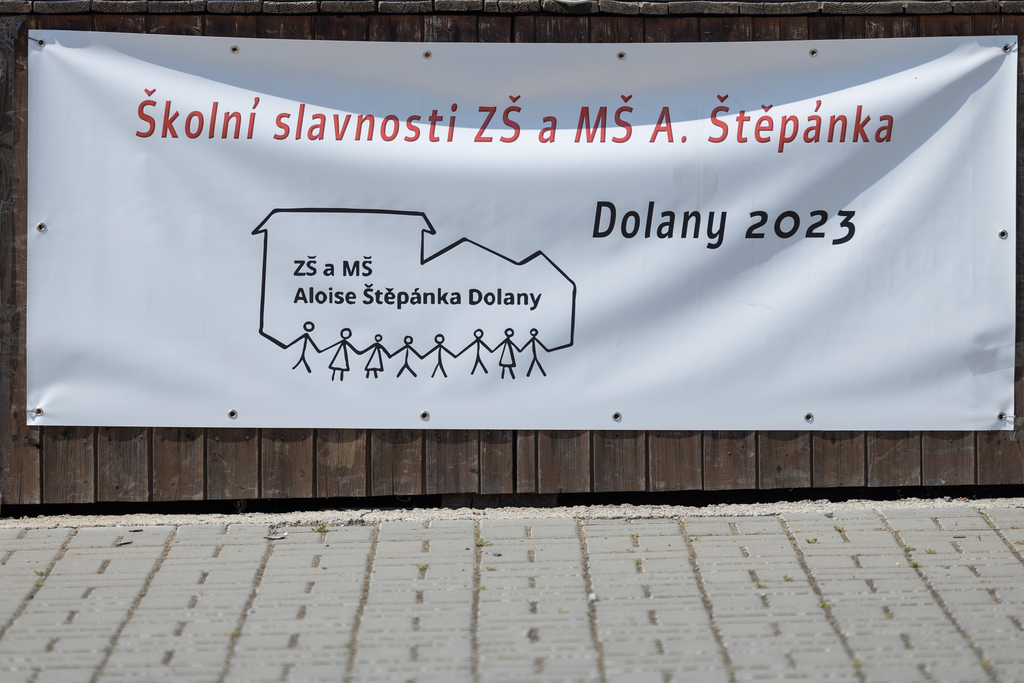 Školní slavnosti ZŠ a MŠ A. Štěpánka
Dolany 2023
ZŠ a MŠ
Aloise Štěpánka Dolany